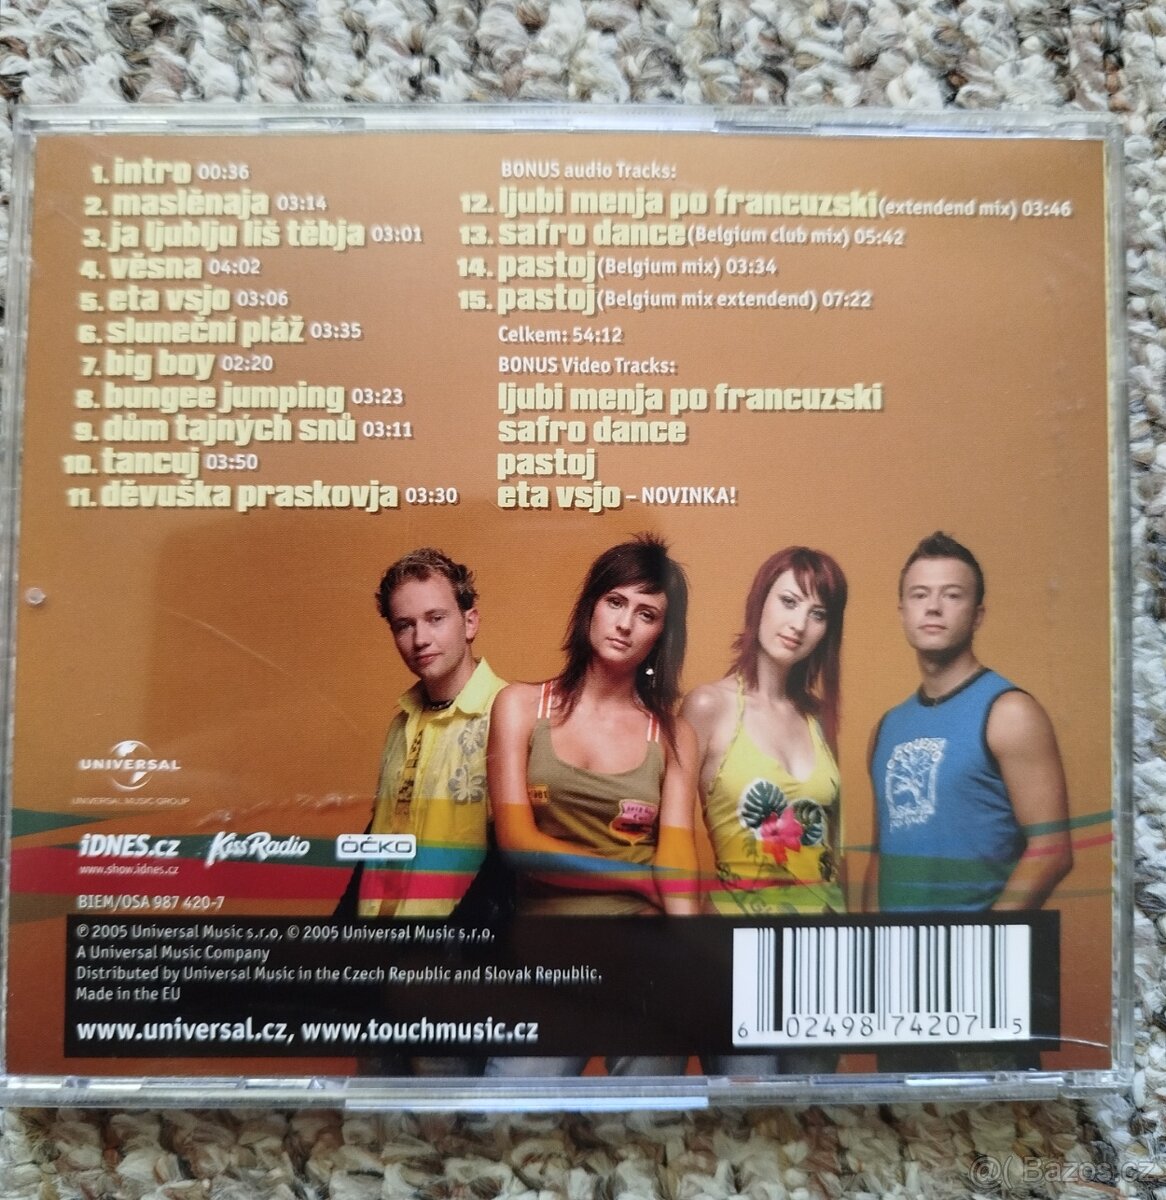 1. intro 00:36
2. maslěnaja 03:14
3. ja ljublju liš těbja 03:01
4. věsna 04:02
5. eta vsjo 03:06
6. sluneční pláž 03:35
7. big boy 02:20
8. bungee jumping 03:23
9. dům tajných snů 03:11
10. tancuj 03:50
11. děvuška praskovja 03:30
BONUS audio Tracks:
12. ljubi menja po francuzski (extendend mix) 03:46
13. safro dance (Belgium club mix) 05:42
14. pastoj (Belgium mix) 03:34
15. pastoj (Belgium mix extendend) 07:22
Celkem: 54:12
BONUS Video Tracks:
ljubi menja po francuzski
safro dance
pastoj
eta vsjo – NOVINKA!
UNIVERSAL
UNIVERSAL MUSIC GROUP
iDNES.cz Kiss Radio ÓČKO
www.show.idnes.cz
BIEM/OSA 987 420-7
℗ 2005 Universal Music s.r.o, © 2005 Universal Music s.r.o,
A Universal Music Company
Distributed by Universal Music in the Czech Republic and Slovak Republic.
Made in the EU
www.universal.cz, www.touchmusic.cz
6 02498 74207 5
@( Bazos.cz